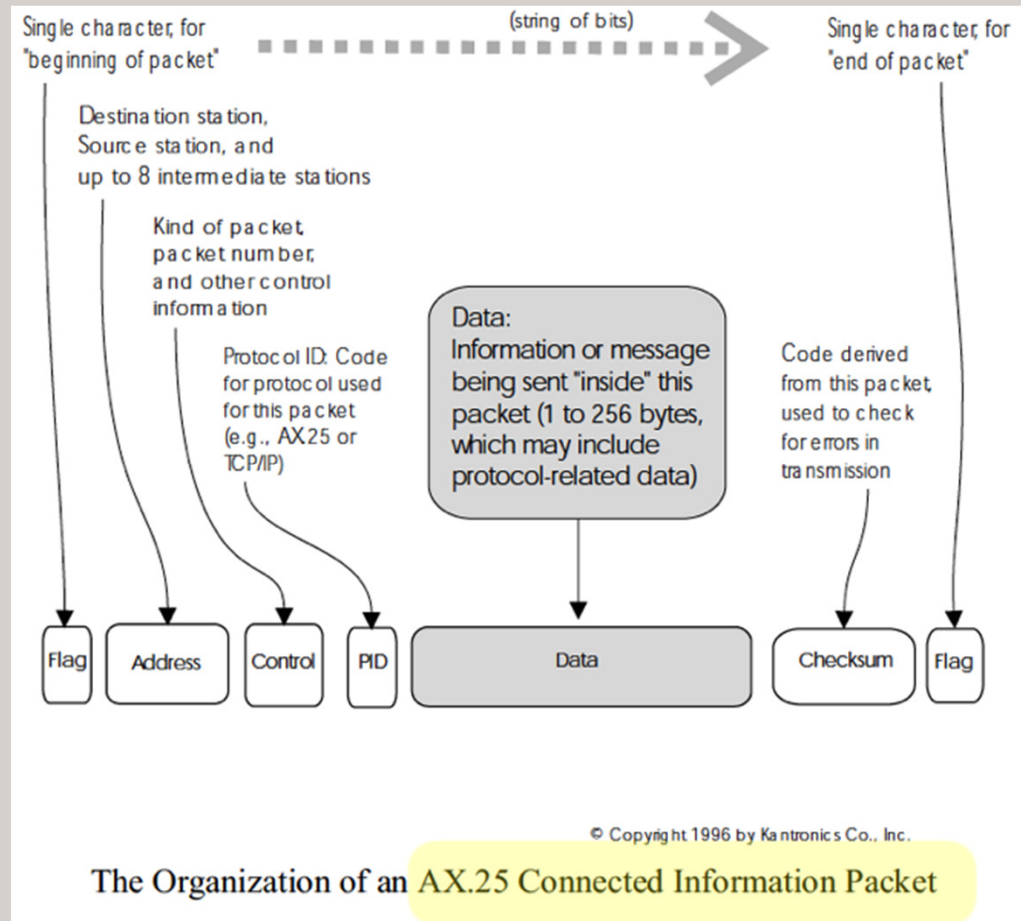 (string of bits)
Single character, for
"beginning of packet"
Single character, for
"end of packet"
Destination station,
Source station, and
up to 8 intermediate stations
Kind of packet,
packet number,
and other control
information
Protocol ID: Code
for protocol used
for this packet
(e.g., AX.25 or
TCP/IP)
Data:
Information or message
being sent "inside" this
packet (1 to 256 bytes,
which may include
protocol-related data)
Code derived
from this packet,
used to check
for errors in
transmission
Flag
Address
Control
PID
Data
Checksum
Flag
© Copyright 1996 by Kantronics Co., Inc.
The Organization of an AX.25 Connected Information Packet